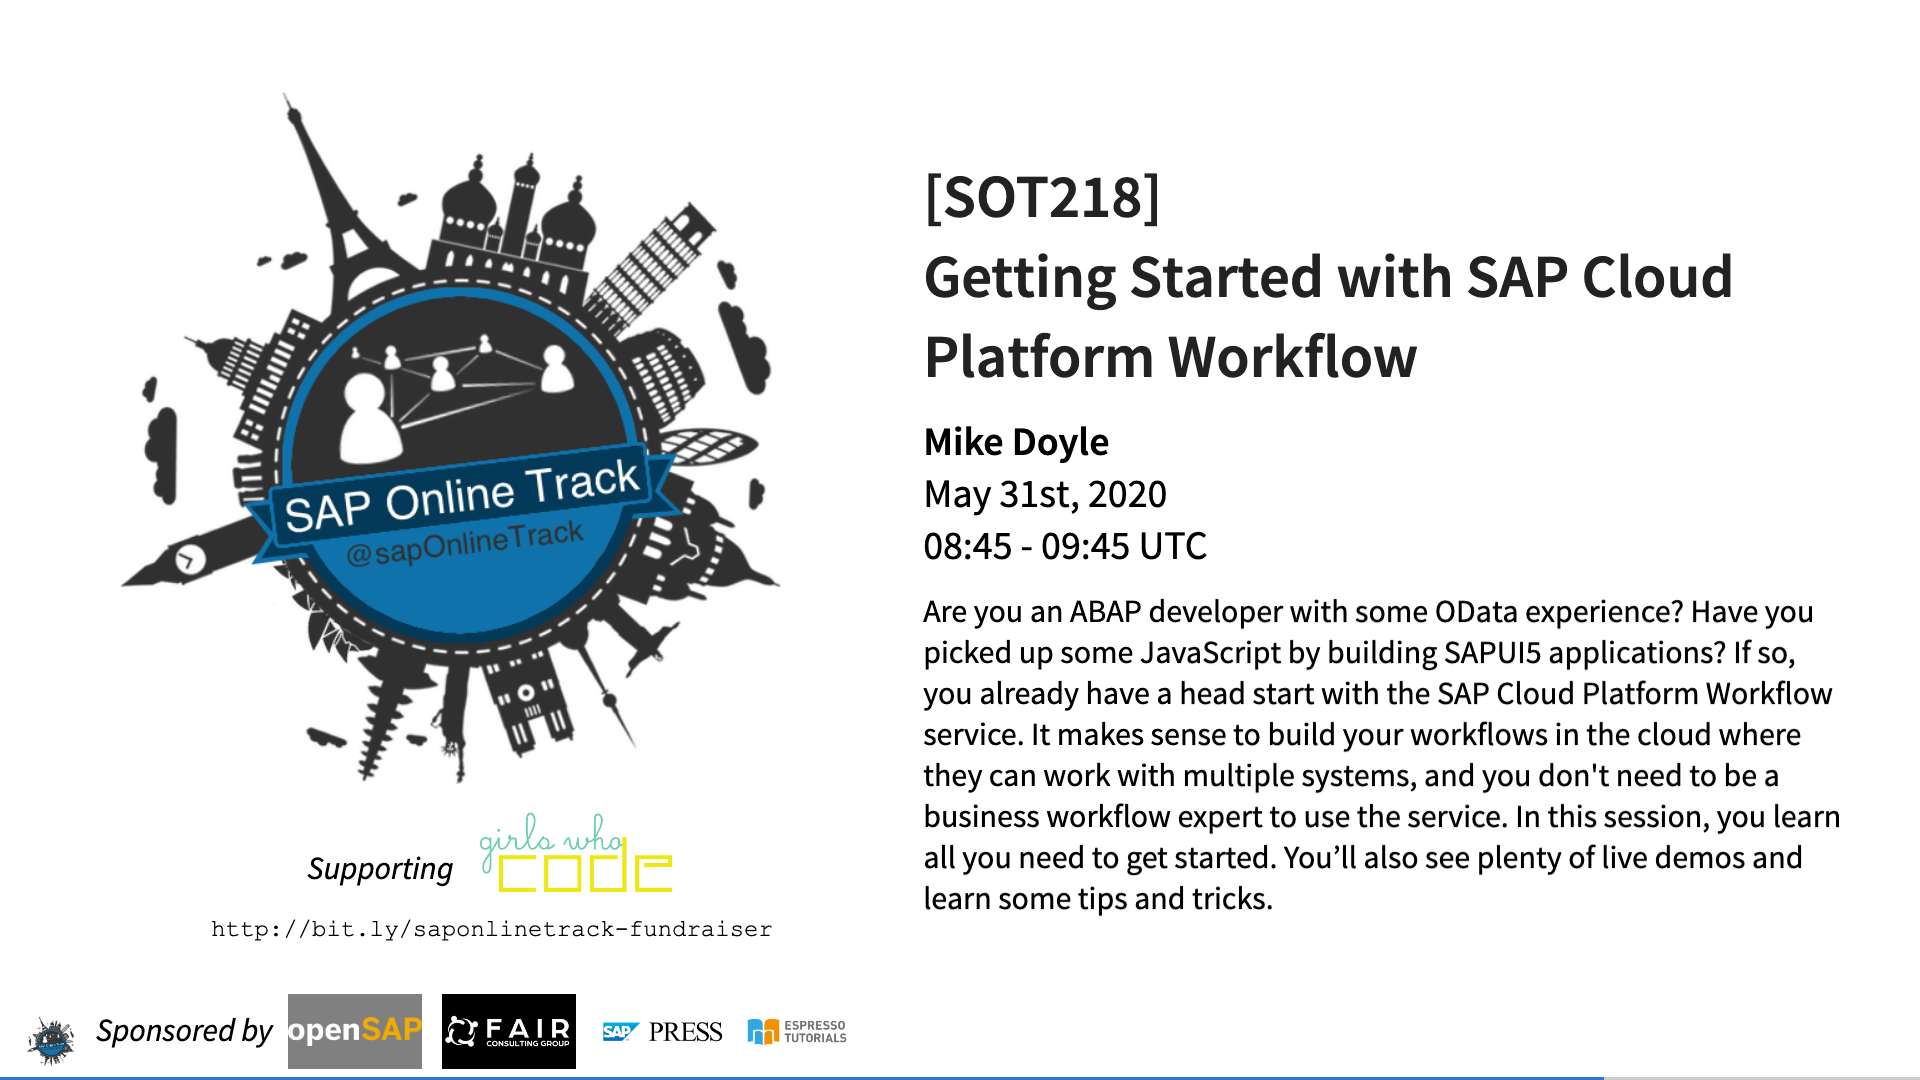 [SOT218]
Getting Started with SAP Cloud
Platform Workflow
Mike Doyle
May 31st, 2020
08:45 - 09:45 UTC
Are you an ABAP developer with some OData experience? Have you
picked up some JavaScript by building SAPUI5 applications? If so,
you already have a head start with the SAP Cloud Platform Workflow
service. It makes sense to build your workflows in the cloud where
they can work with multiple systems, and you don't need to be a
business workflow expert to use the service. In this session, you learn
all you need to get started. You’ll also see plenty of live demos and
learn some tips and tricks.
SAP Online Track
@sapOnlineTrack
Supporting
girls who
code
http://bit.ly/saponlinetrack-fundraiser
Sponsored by
openSAP
FAIR
CONSULTING GROUP
SAP PRESS
ESPRESSO
TUTORIALS